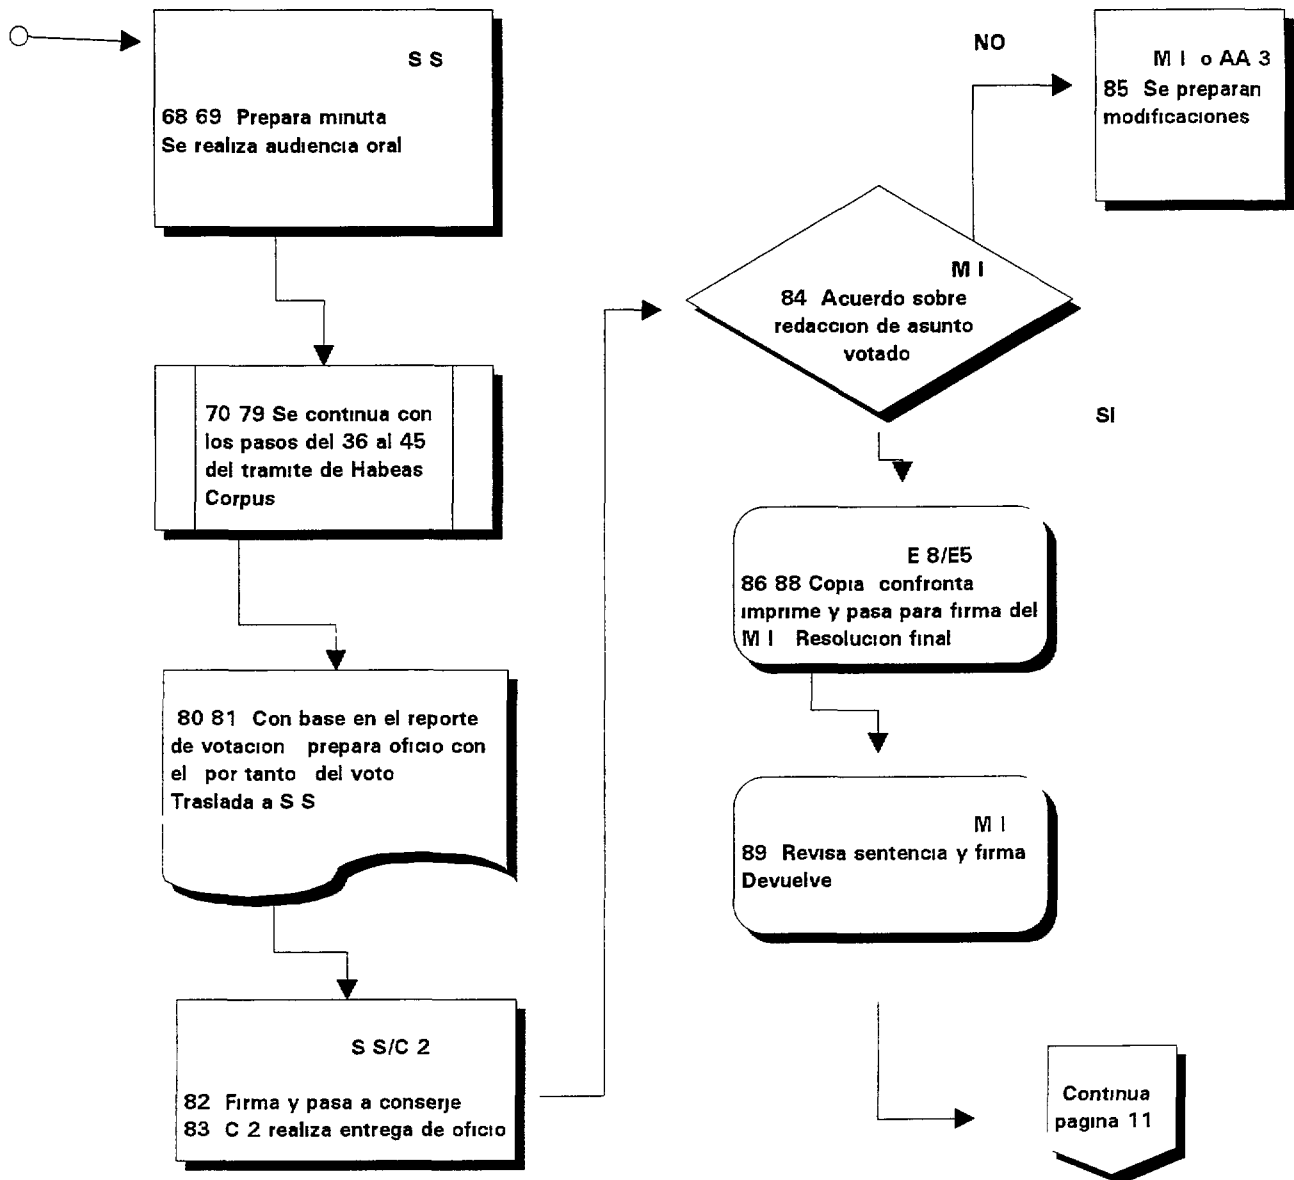 S S
68 69 Prepara minuta
Se realiza audiencia oral
70 79 Se continua con
los pasos del 36 al 45
del tramite de Habeas
Corpus
80 81 Con base en el reporte
de votacion prepara oficio con
el por tanto del voto
Traslada a S S
S S/C 2
82 Firma y pasa a conserje
83 C 2 realiza entrega de oficio
NO
M I o AA 3
85 Se preparan
modificaciones
M I
84 Acuerdo sobre
redaccion de asunto
votado
SI
E 8/E5
86 88 Copia confronta
imprime y pasa para firma del
M I Resolucion final
M I
89 Revisa sentencia y firma
Devuelve
Continua
pagina 11